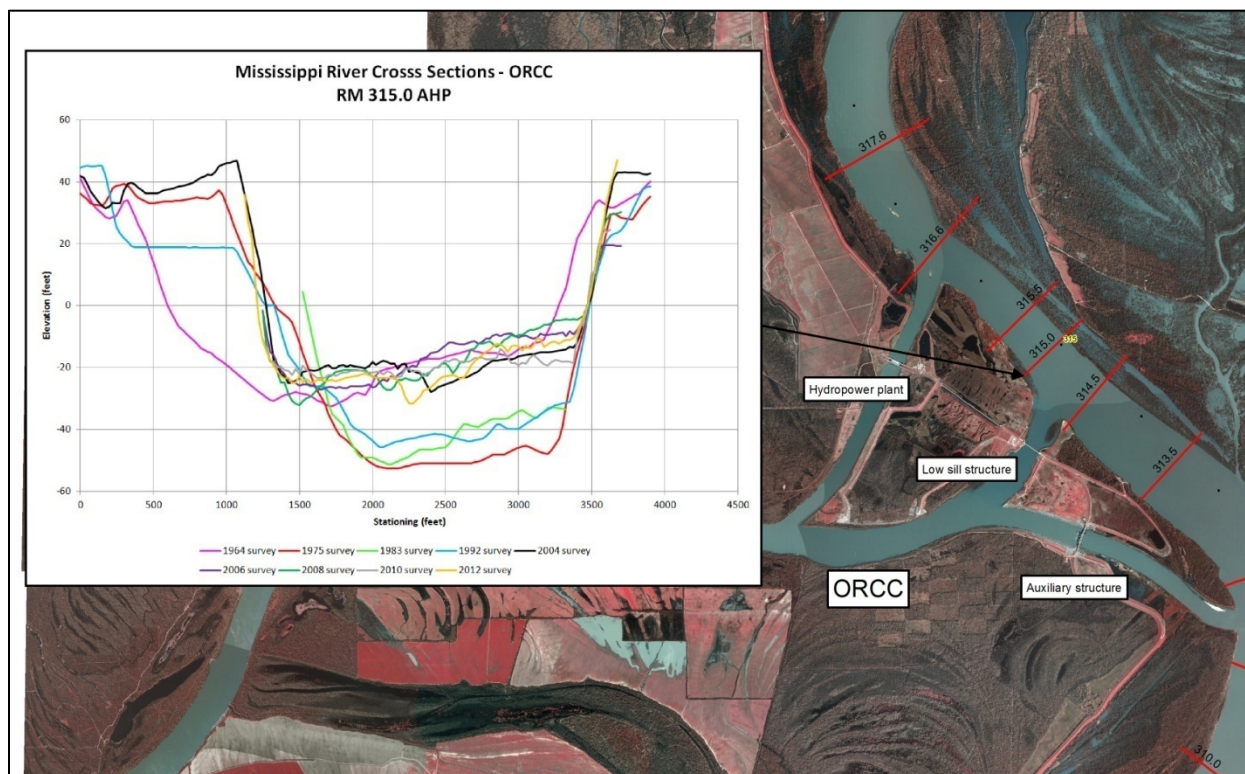 Mississippi River Crosss Sections - ORCC
RM 315.0 AHP
60
40
20
0
-20
-40
-60
Elevation (feet)
0 500 1000 1500 2000 2500 3000 3500 4000 4500
Stationing (feet)
1964 survey 1975 survey 1983 survey 1992 survey 2004 survey
2006 survey 2008 survey 2010 survey 2012 survey
317.6
316.6
315.5
315.0
315
314.5
313.5
310.0
Hydropower plant
Low sill structure
ORCC
Auxiliary structure